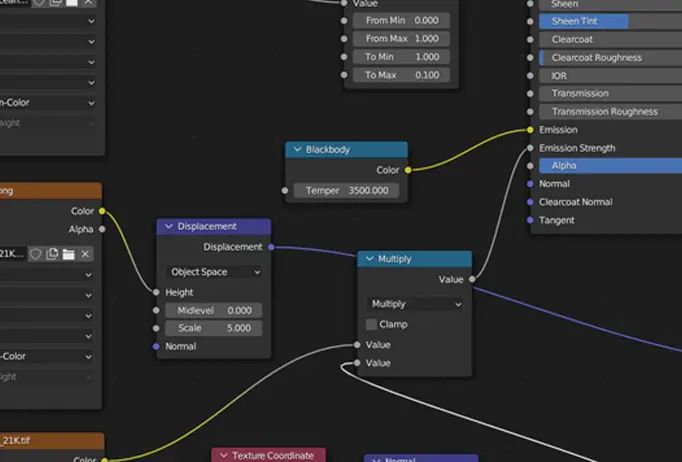 Value
From Min 0.000
From Max 1.000
To Min 1.000
To Max 0.100
Sheen
Sheen Tint
Clearcoat
Clearcoat Roughness
IOR
Transmission
Transmission Roughness
Emission
Emission Strength
Alpha
Normal
Clearcoat Normal
Tangent
n-Color
aight
Blackbody
Color
Temper 3500.000
ong
Color
Alpha
21K...
-Color
ight
Displacement
Displacement
Object Space
Height
Midlevel 0.000
Scale 5.000
Normal
Multiply
Value
Multiply
Clamp
Value
Value
_21K.tif
Color
Texture Coordinate
Normal